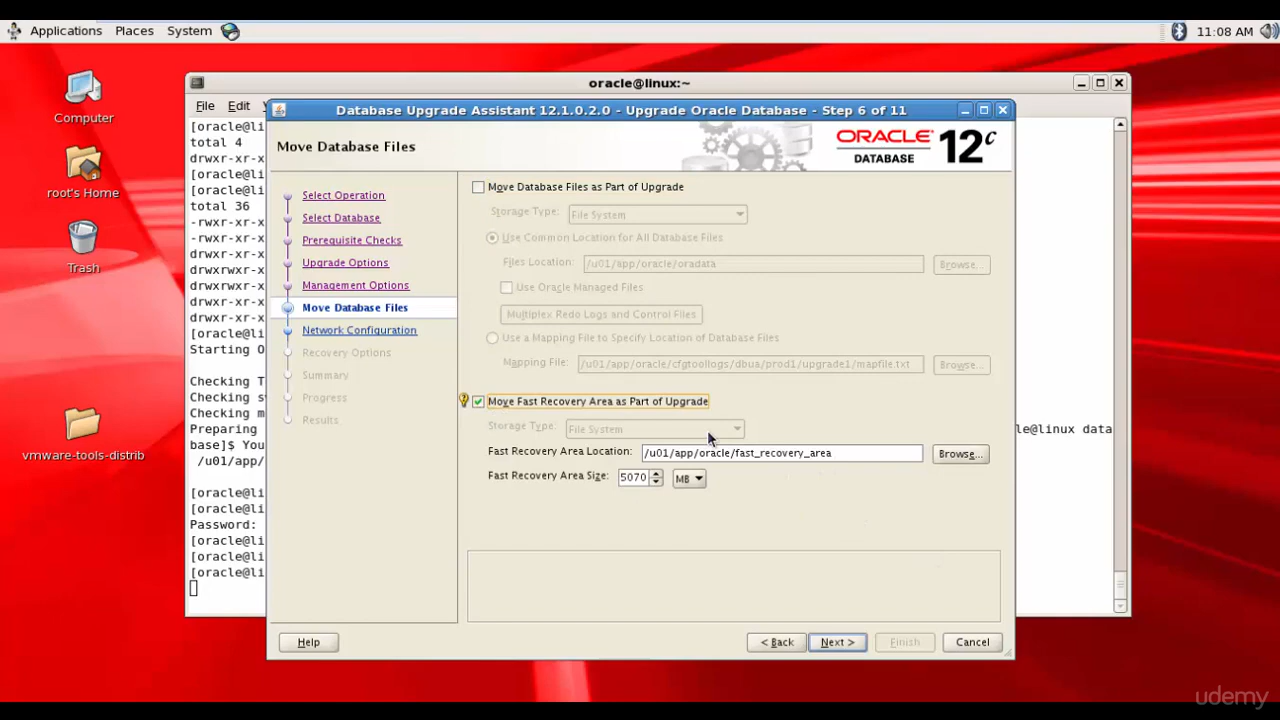 Applications Places System
11:08 AM
Computer
root's Home
Trash
vmware-tools-distrib
oracle@linux:~
File Edit
[oracle@li
total 4
drwxr-xr-x
[oracle@li
[oracle@li
total 36
-rwxr-xr-x
-rwxr-xr-x
drwxr-xr-x
drwxrwxr-x
drwxr-xr-x
drwxr-xr-x
drwxr-xr-x
[oracle@li
Starting O
Checking T
Checking s
Checking m
Preparing
e@linux data
base]$ You
/u01/app/
[oracle@li
[oracle@li
Password:
[oracle@li
[oracle@li
[oracle@li
Database Upgrade Assistant 12.1.0.2.0 - Upgrade Oracle Database - Step 6 of 11
Move Database Files
ORACLE
DATABASE
12c
Select Operation
Select Database
Prerequisite Checks
Upgrade Options
Management Options
Move Database Files
Network Configuration
Recovery Options
Summary
Progress
Results
Move Database Files as Part of Upgrade
Storage Type: File System
Use Common Location for All Database Files
Files Location: /u01/app/oracle/oradata Browse...
Use Oracle Managed Files
Multiplex Redo Logs and Control Files
Use a Mapping File to Specify Location of Database Files
Mapping File: /u01/app/oracle/cfgtoollogs/dbua/prod1/upgrade1/mapfile.txt Browse...
Move Fast Recovery Area as Part of Upgrade
Storage Type: File System
Fast Recovery Area Location: /u01/app/oracle/fast_recovery_area Browse...
Fast Recovery Area Size: 5070 MB
Help < Back Next > Finish Cancel
udemy